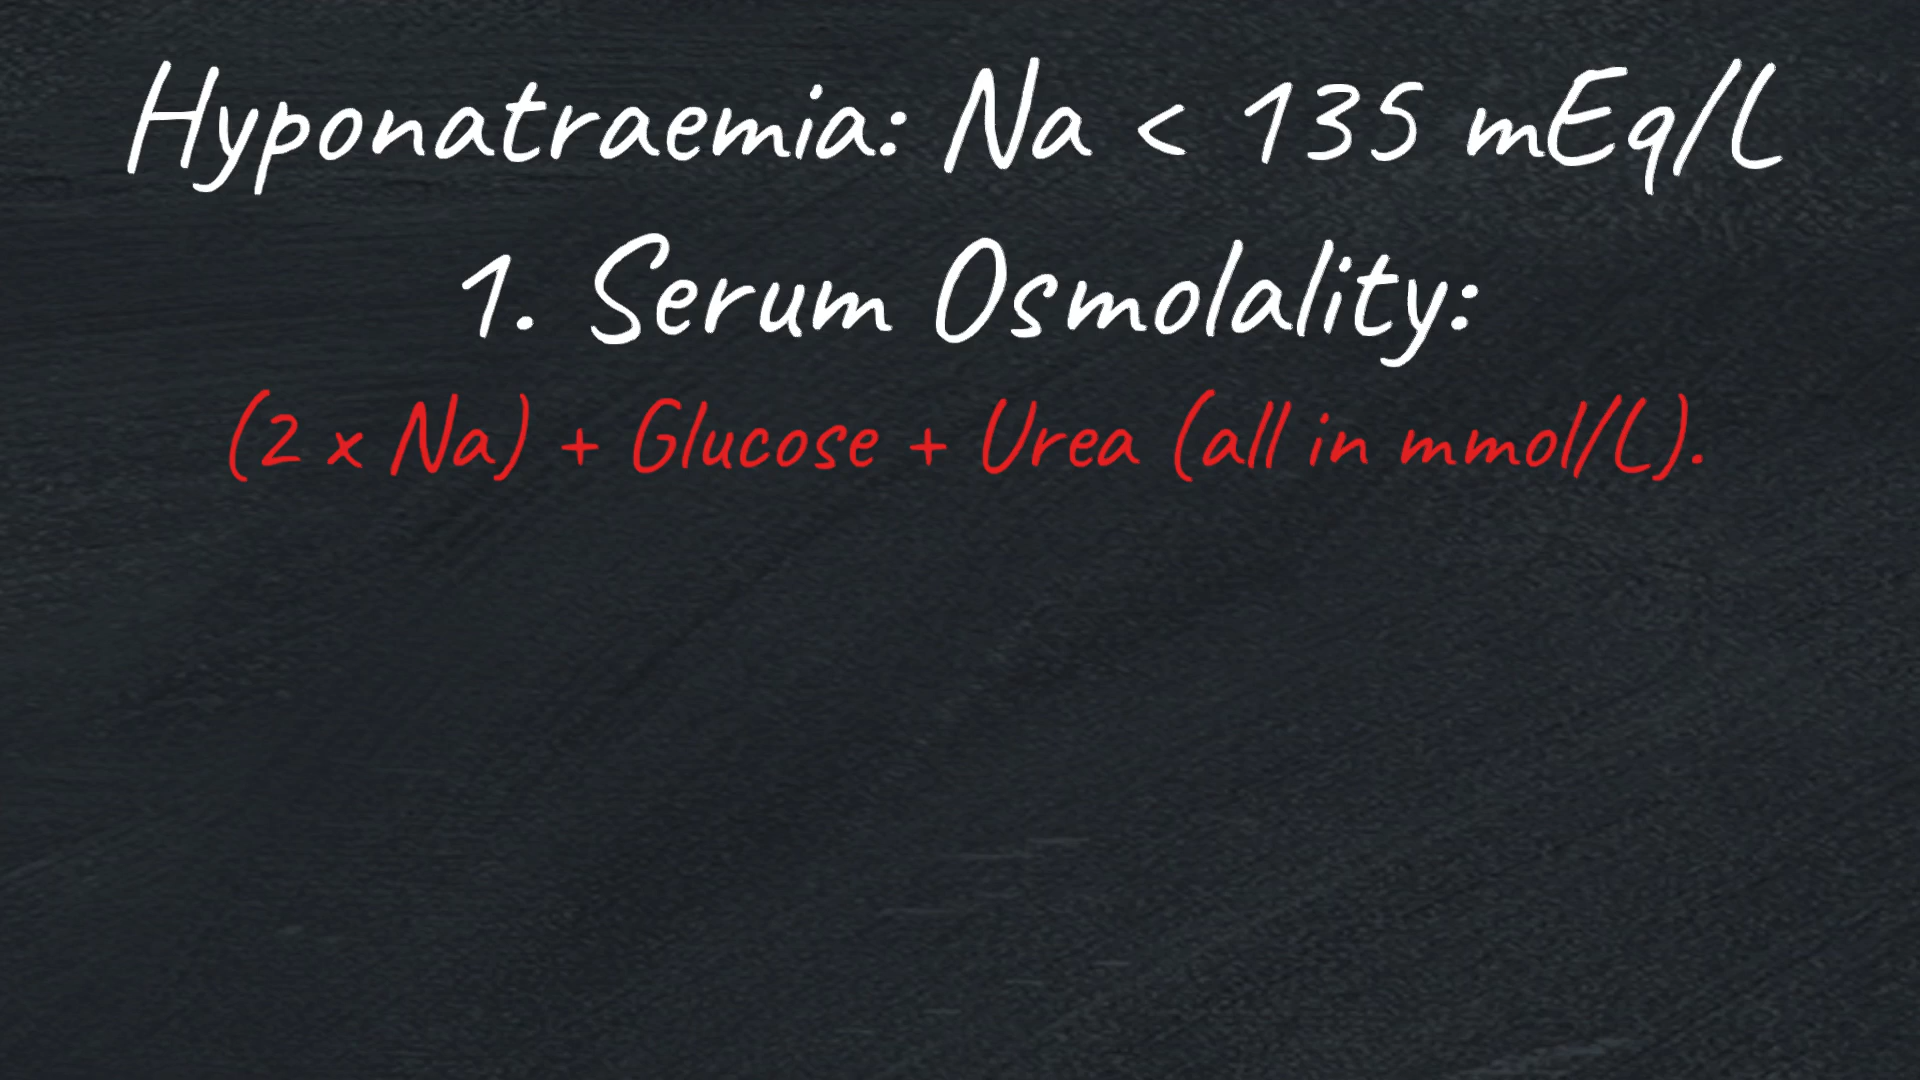 Hyponatraemia: Na < 135 mEq/L
1. Serum Osmolality:
(2 x Na) + Glucose + Urea (all in mmol/L).